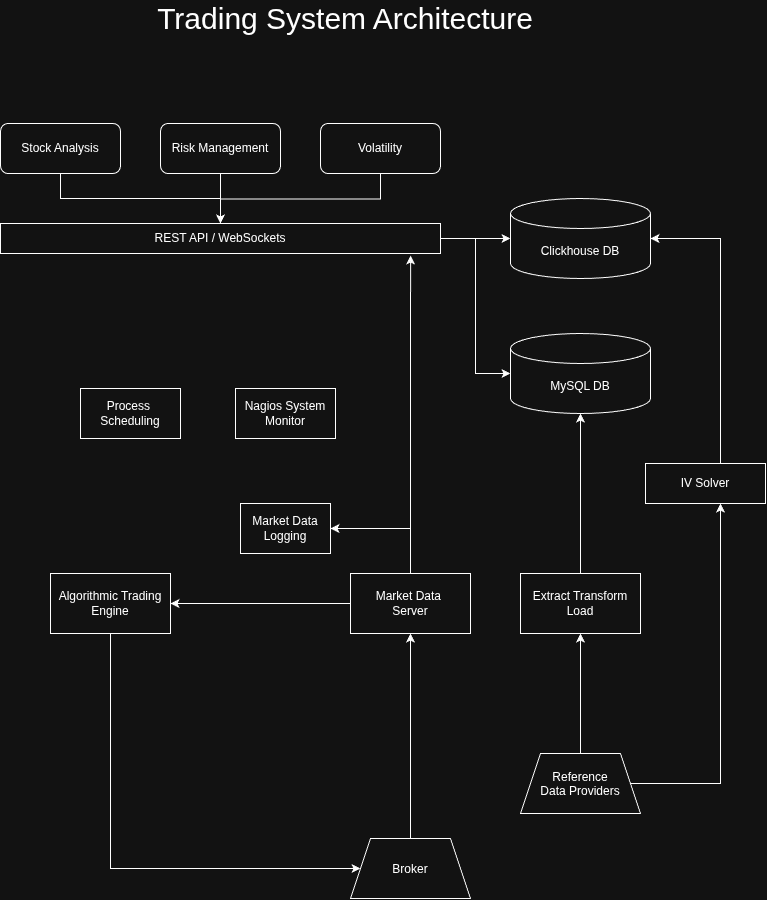 Trading System Architecture
Stock Analysis
Risk Management
Volatility
REST API / WebSockets
Clickhouse DB
MySQL DB
Process
Scheduling
Nagios System
Monitor
IV Solver
Market Data
Logging
Algorithmic Trading
Engine
Market Data
Server
Extract Transform
Load
Reference
Data Providers
Broker